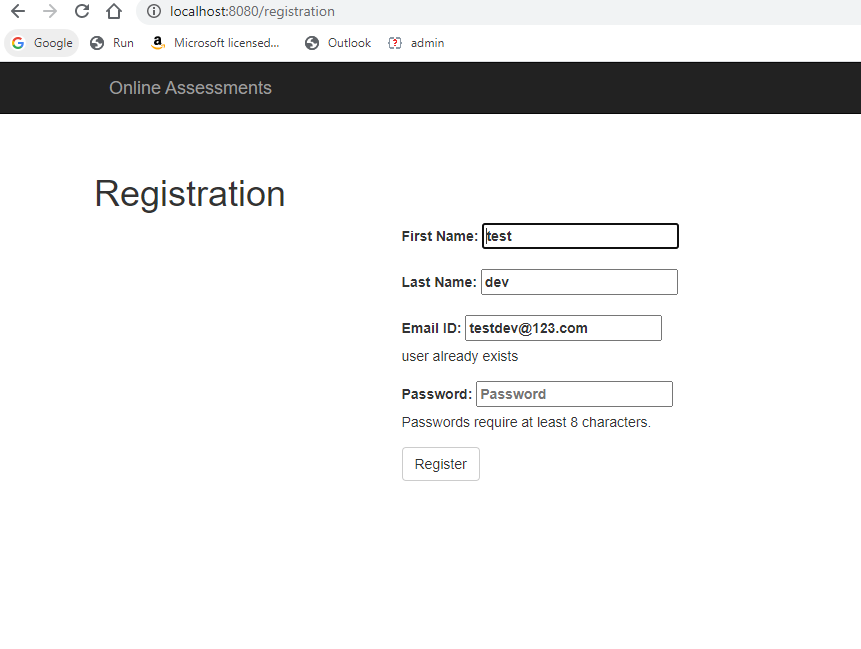 localhost:8080/registration
Google Run Microsoft licensed... Outlook admin
Online Assessments
Registration
First Name: test
Last Name: dev
Email ID: testdev@123.com
user already exists
Password: Password
Passwords require at least 8 characters.
Register